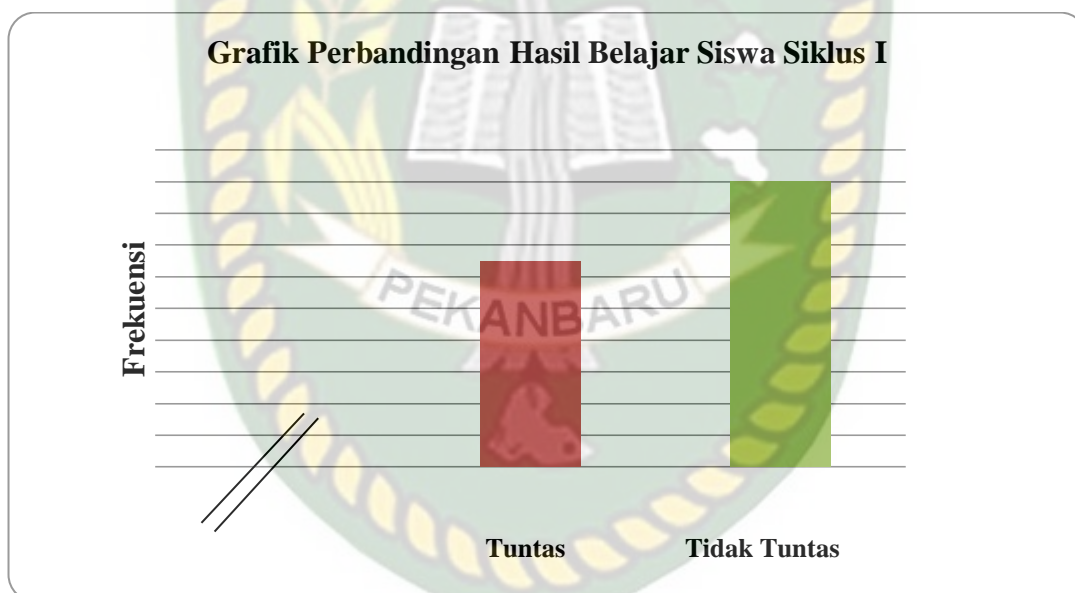 Grafik Perbandingan Hasil Belajar Siswa Siklus I
Frekuensi
PEKANBARU
Tuntas
Tidak Tuntas